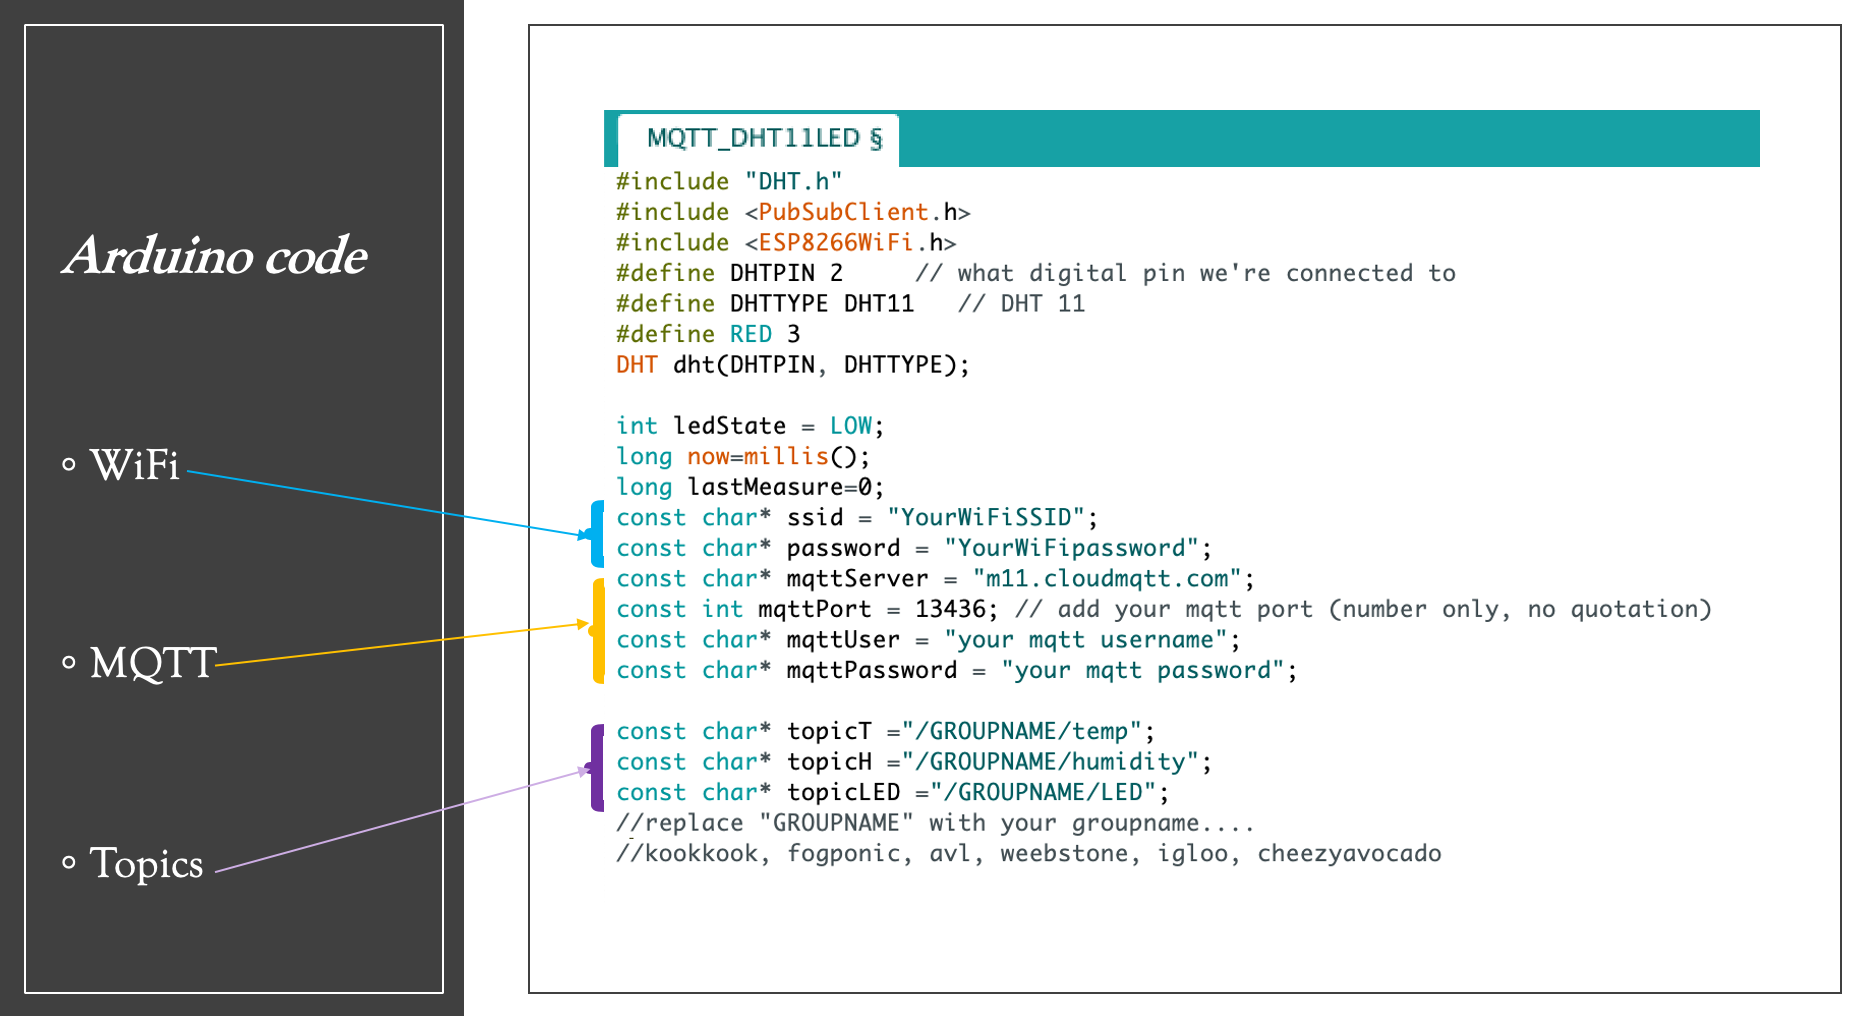 Arduino code
WiFi
MQTT
Topics
MQTT_DHT11LED §
#include "DHT.h"
#include <PubSubClient.h>
#include <ESP8266WiFi.h>
#define DHTPIN 2     // what digital pin we're connected to
#define DHTTYPE DHT11   // DHT 11
#define RED 3
DHT dht(DHTPIN, DHTTYPE);
int ledState = LOW;
long now=millis();
long lastMeasure=0;
const char* ssid = "YourWiFiSSID";
const char* password = "YourWiFipassword";
const char* mqttServer = "m11.cloudmqtt.com";
const int mqttPort = 13436; // add your mqtt port (number only, no quotation)
const char* mqttUser = "your mqtt username";
const char* mqttPassword = "your mqtt password";
const char* topicT ="/GROUPNAME/temp";
const char* topicH ="/GROUPNAME/humidity";
const char* topicLED ="/GROUPNAME/LED";
//replace "GROUPNAME" with your groupname....
//kookkook, fogponic, avl, weebstone, igloo, cheezyavocado